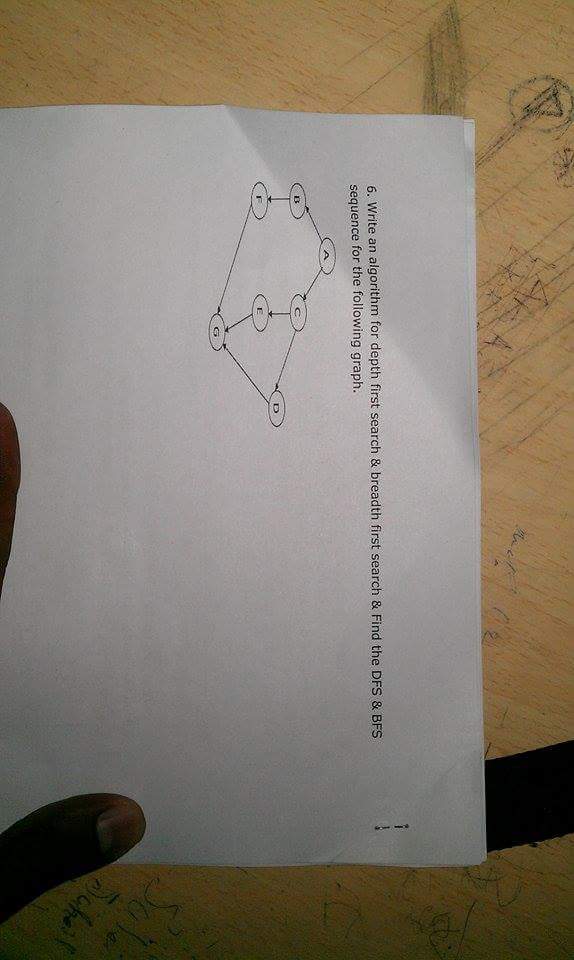 6. Write an algorithm for depth first search & breadth first search & Find the DFS & BFS
sequence for the following graph.
A
B
C
D
F
E
G